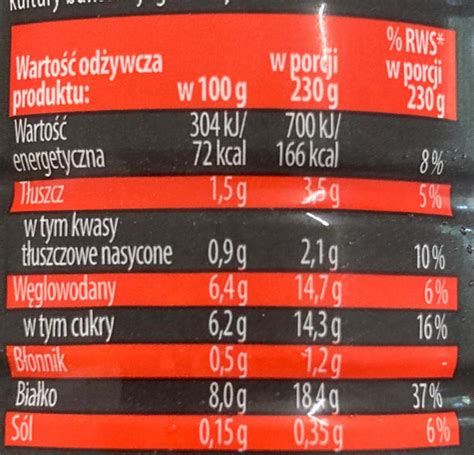 Wartość odżywcza produktu: w 100 g w porcji 230 g % RWS* w porcji 230 g
Wartość energetyczna 304 kJ/ 72 kcal 700 kJ/ 166 kcal 8%
Tłuszcz 1,5 g 3,5 g 5%
w tym kwasy tłuszczowe nasycone 0,9 g 2,1 g 10%
Węglowodany 6,4 g 14,7 g 6%
w tym cukry 6,2 g 14,3 g 16%
Błonnik 0,5 g 1,2 g
Białko 8,0 g 18,4 g 37%
Sól 0,15 g 0,35 g 6%